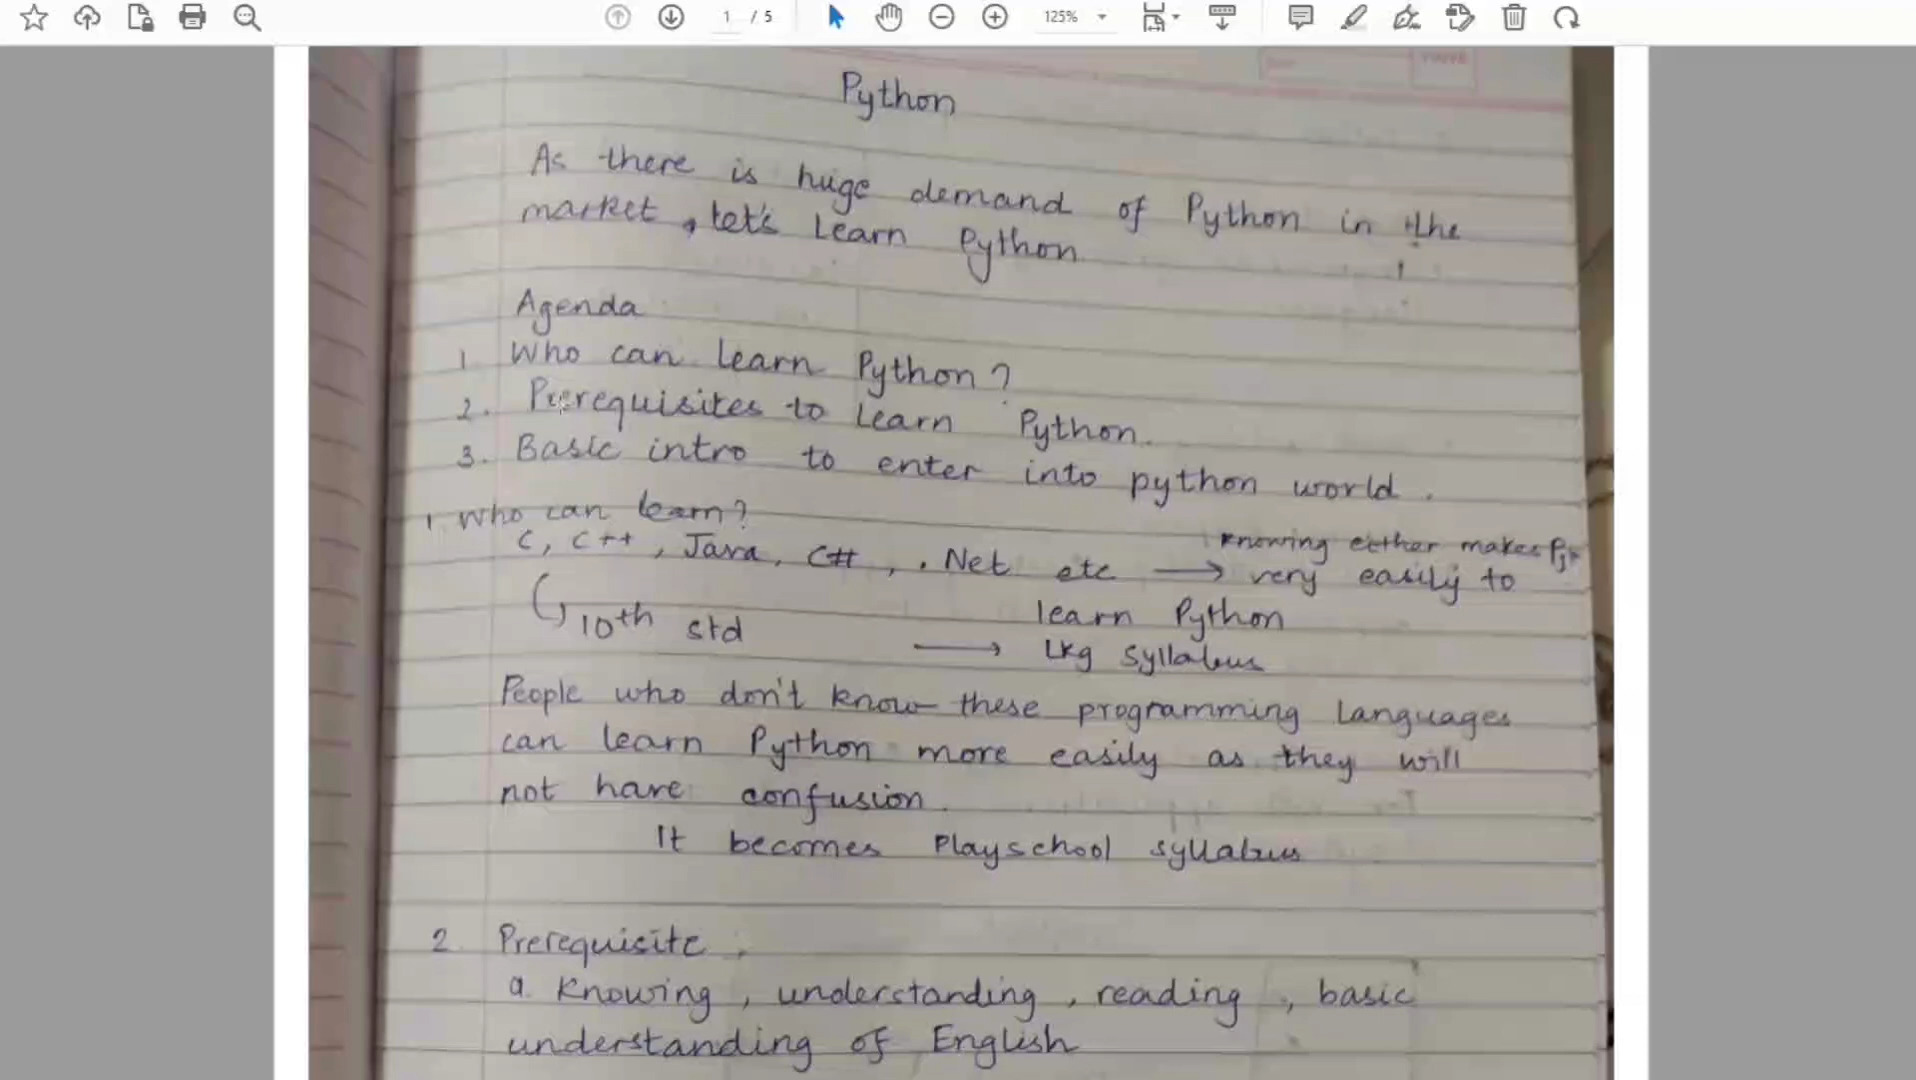 1 / 5
125%
Python
As there is huge demand of Python in the
market, let's learn Python
Agenda
1 Who can learn Python?
2. Prerequisites to learn Python.
3. Basic intro to enter into python world.
1 Who can learn?
C, C++, Java, C#, .Net etc → knowing either makes
very easily to
learn Python
10th std → Lkg syllabus
People who don't know these programming languages
can learn Python more easily as they will
not have confusion.
It becomes Playschool syllabus
2 Prerequisite.
a. Knowing, understanding, reading, basic
understanding of English